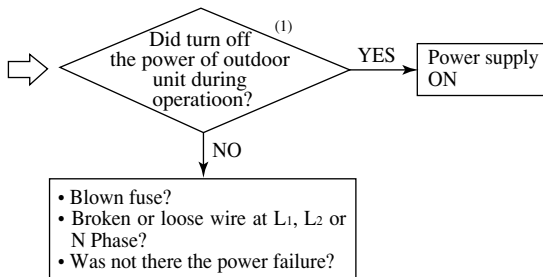 (1)
Did turn off
the power of outdoor
unit during
operatioon?
YES
Power supply
ON
NO
• Blown fuse?
• Broken or loose wire at L1, L2 or
N Phase?
• Was not there the power failure?